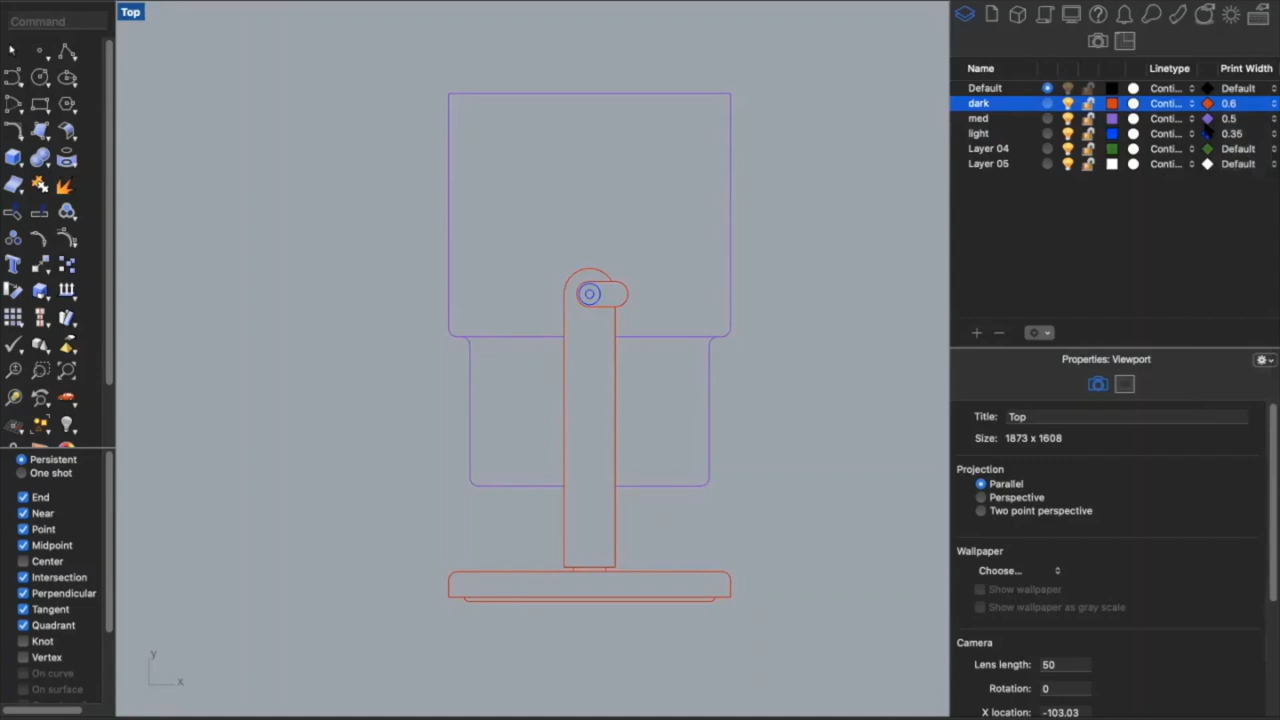 Command
Top
Name Linetype Print Width
Default Conti... Default
dark Conti... 0.6
med Conti... 0.5
light Conti... 0.35
Layer 04 Conti... Default
Layer 05 Conti... Default
Properties: Viewport
Title: Top
Size: 1873 x 1608
Projection
Parallel
Perspective
Two point perspective
Wallpaper
Choose...
Show wallpaper
Show wallpaper as gray scale
Camera
Lens length: 50
Rotation: 0
X location: -103.03
Persistent
One shot
End
Near
Point
Midpoint
Center
Intersection
Perpendicular
Tangent
Quadrant
Knot
Vertex
On curve
On surface
y
x